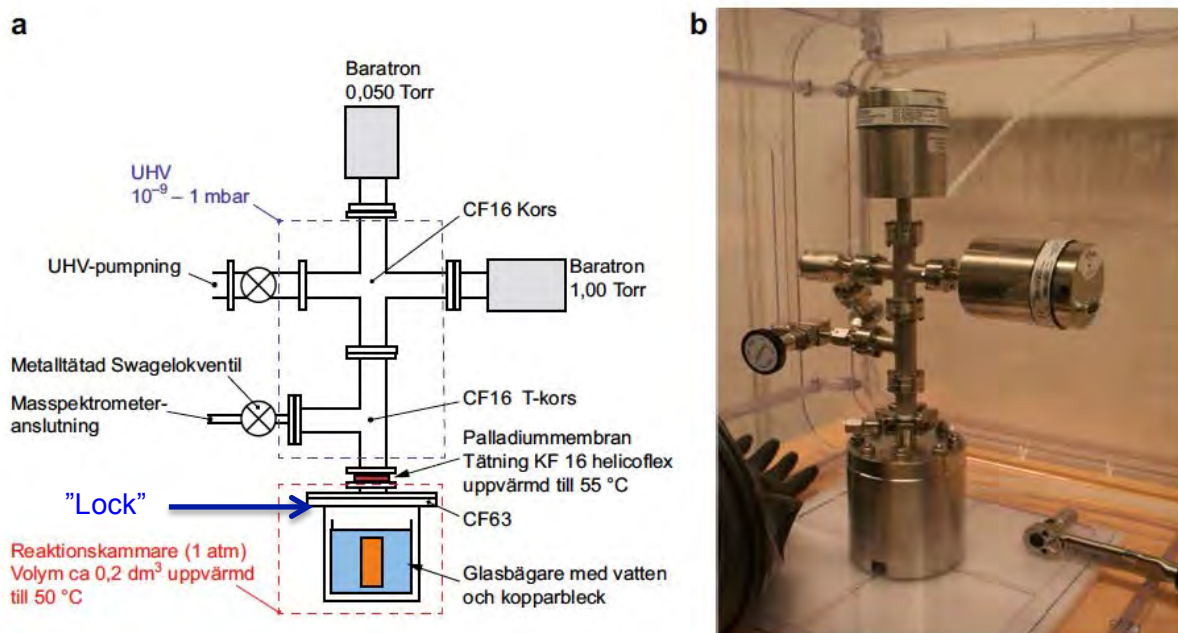 a
b
Baratron
0,050 Torr
UHV
10⁻⁹ – 1 mbar
CF16 Kors
UHV-pumpning
Baratron
1,00 Torr
Metalltätad Swagelokventil
Masspektrometer-
anslutning
CF16 T-kors
Palladiummembran
Tätning KF 16 helicoflex
uppvärmd till 55 °C
"Lock"
CF63
Reaktionskammare (1 atm)
Volym ca 0,2 dm³ uppvärmd
till 50 °C
Glasbägare med vatten
och kopparbleck